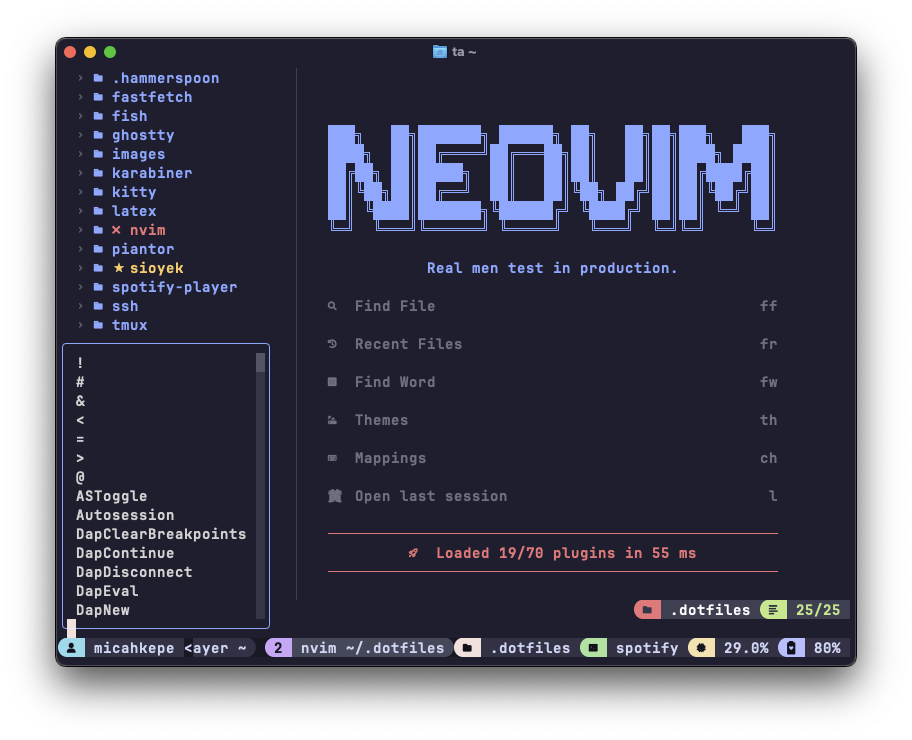 ta ~
.hammerspoon
fastfetch
fish
ghostty
images
karabiner
kitty
latex
nvim
piantor
sioyek
spotify-player
ssh
tmux
!
#
&
<
=
>
@
ASToggle
Autosession
DapClearBreakpoints
DapContinue
DapDisconnect
DapEval
DapNew
NEOVIM
Real men test in production.
Find File ff
Recent Files fr
Find Word fw
Themes th
Mappings ch
Open last session l
Loaded 19/70 plugins in 55 ms
.dotfiles 25/25
micahkepe <ayer ~ 2 nvim ~/.dotfiles .dotfiles spotify 29.0% 80%